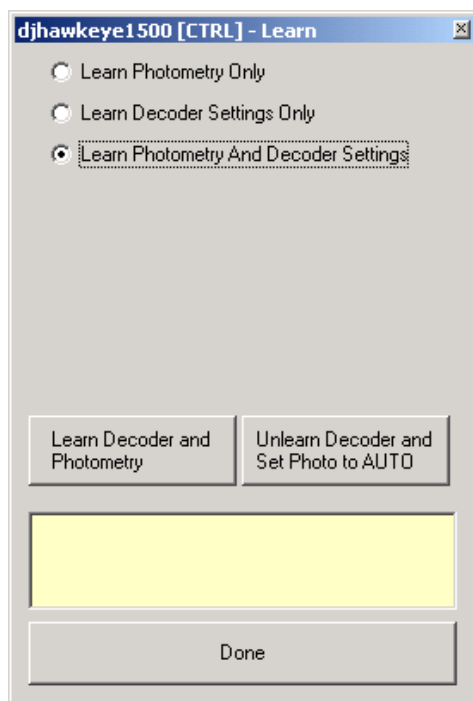 djhawkeye1500 [CTRL] - Learn
Learn Photometry Only
Learn Decoder Settings Only
Learn Photometry And Decoder Settings
Learn Decoder and
Photometry
Unlearn Decoder and
Set Photo to AUTO
Done